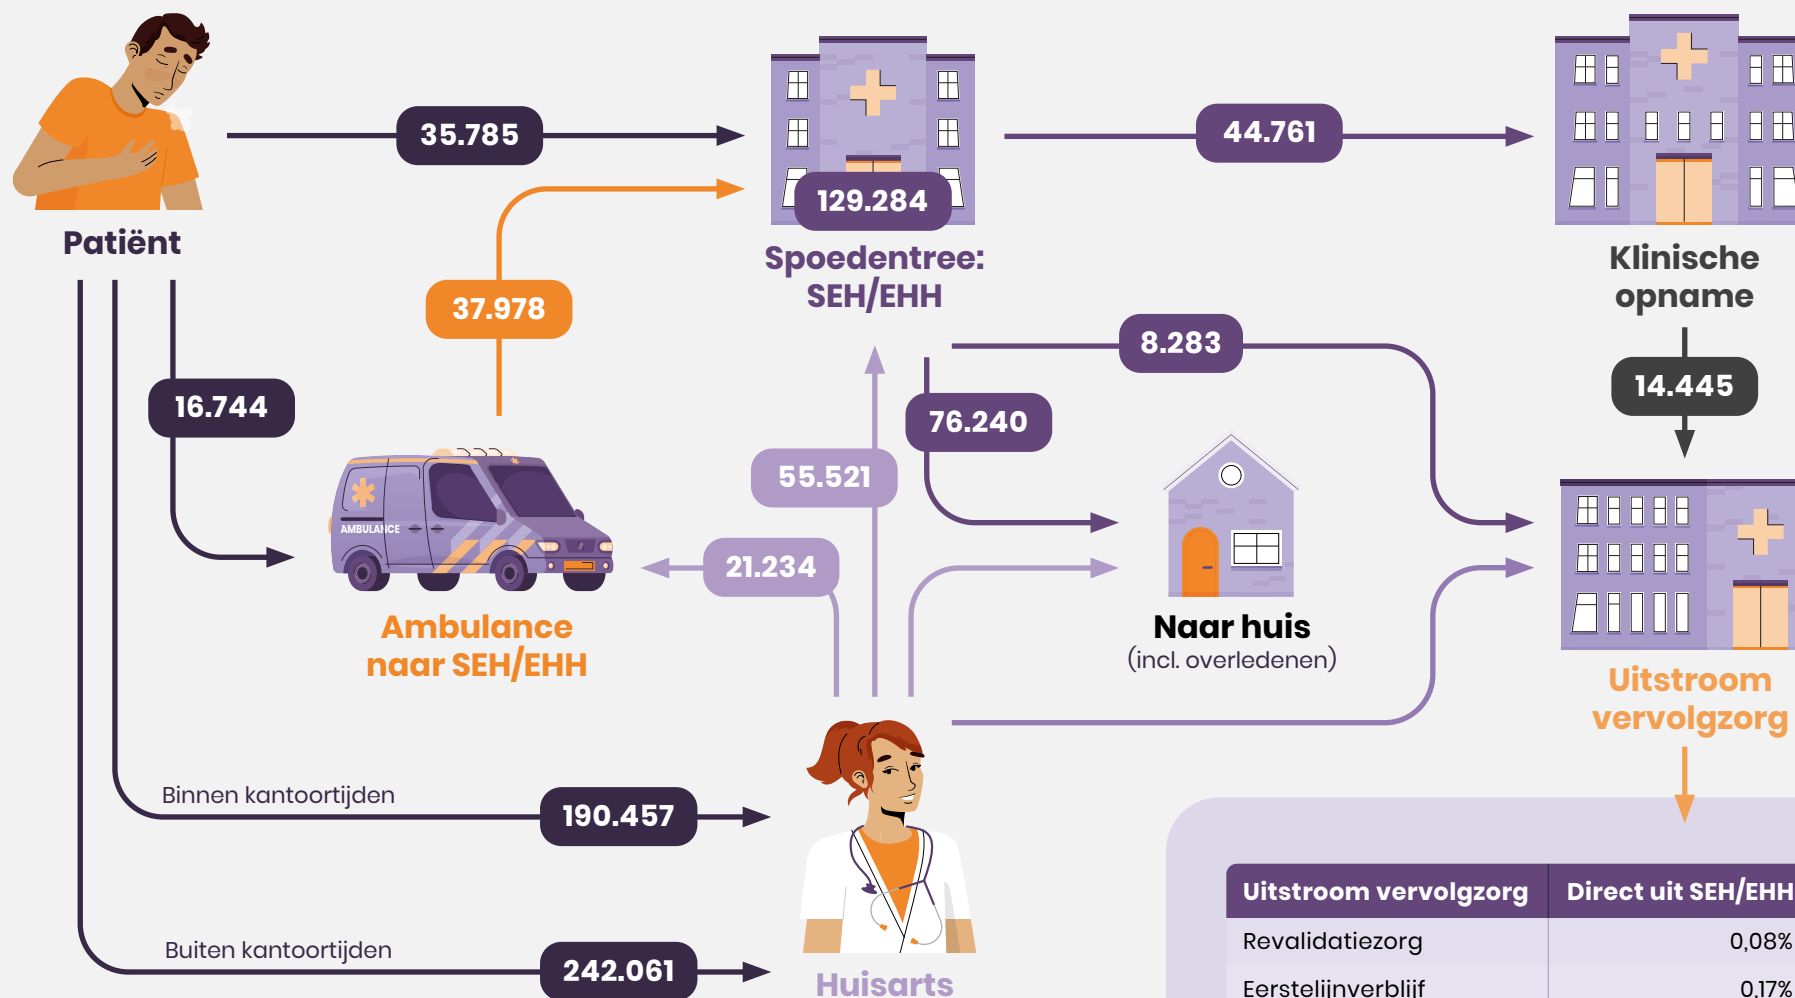 35.785
44.761
129.284
Patiënt
Spoedentree:
SEH/EHH
Klinische
opname
37.978
8.283
14.445
16.744
76.240
55.521
AMBULANCE
21.234
Ambulance
naar SEH/EHH
Naar huis
(incl. overledenen)
Uitstroom
vervolgzorg
Binnen kantoortijden
190.457
Buiten kantoortijden
242.061
Huisarts
Uitstroom vervolgzorg Direct uit SEH/EHH
Revalidatiezorg 0,08%
Eerstelijnverblijf 0,17%